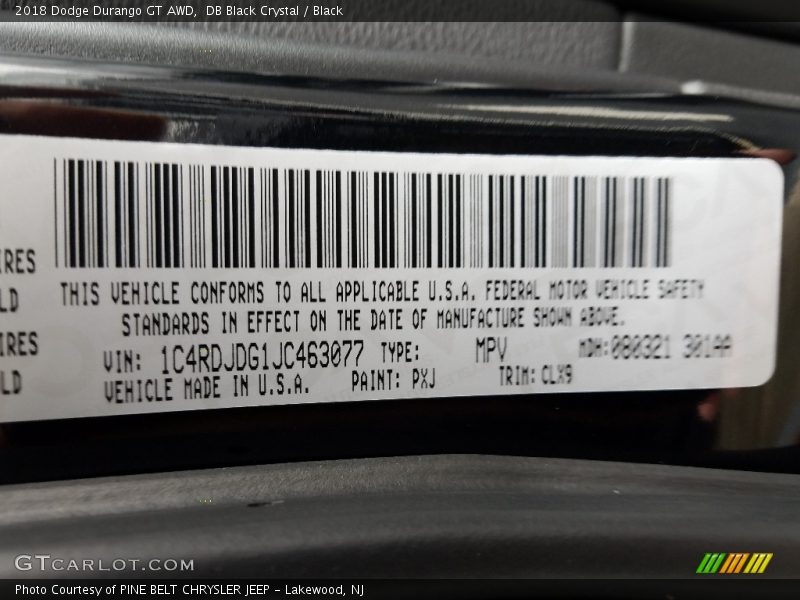 2018 Dodge Durango GT AWD,  DB Black Crystal / Black
IRES
LD
IRES
LD
THIS VEHICLE CONFORMS TO ALL APPLICABLE U.S.A. FEDERAL MOTOR VEHICLE SAFETY
STANDARDS IN EFFECT ON THE DATE OF MANUFACTURE SHOWN ABOVE.
VIN: 1C4RDJDG1JC463077 TYPE: MPV MDH:080321 301AA
VEHICLE MADE IN U.S.A. PAINT: PXJ TRIM: CLX9
GTCARLOT.COM
Photo Courtesy of PINE BELT CHRYSLER JEEP - Lakewood, NJ